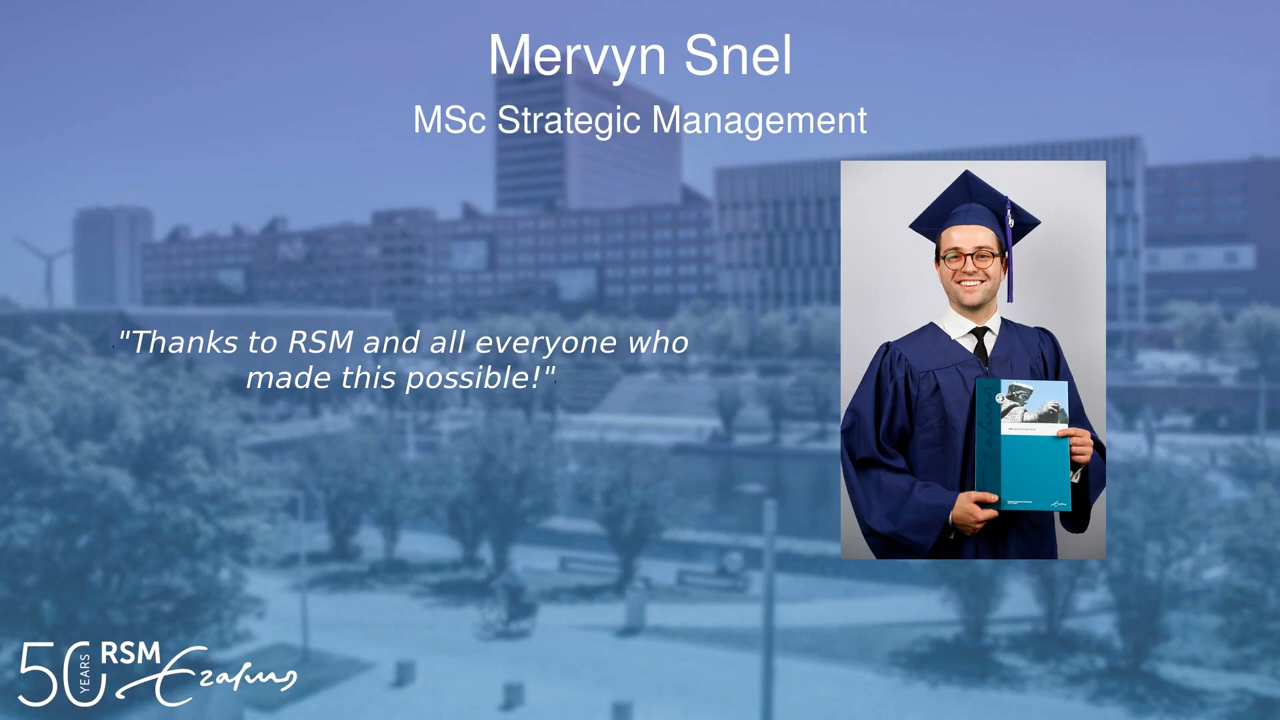 Mervyn Snel
MSc Strategic Management
"Thanks to RSM and all everyone who
made this possible!"
50 YEARS RSM Erasmus